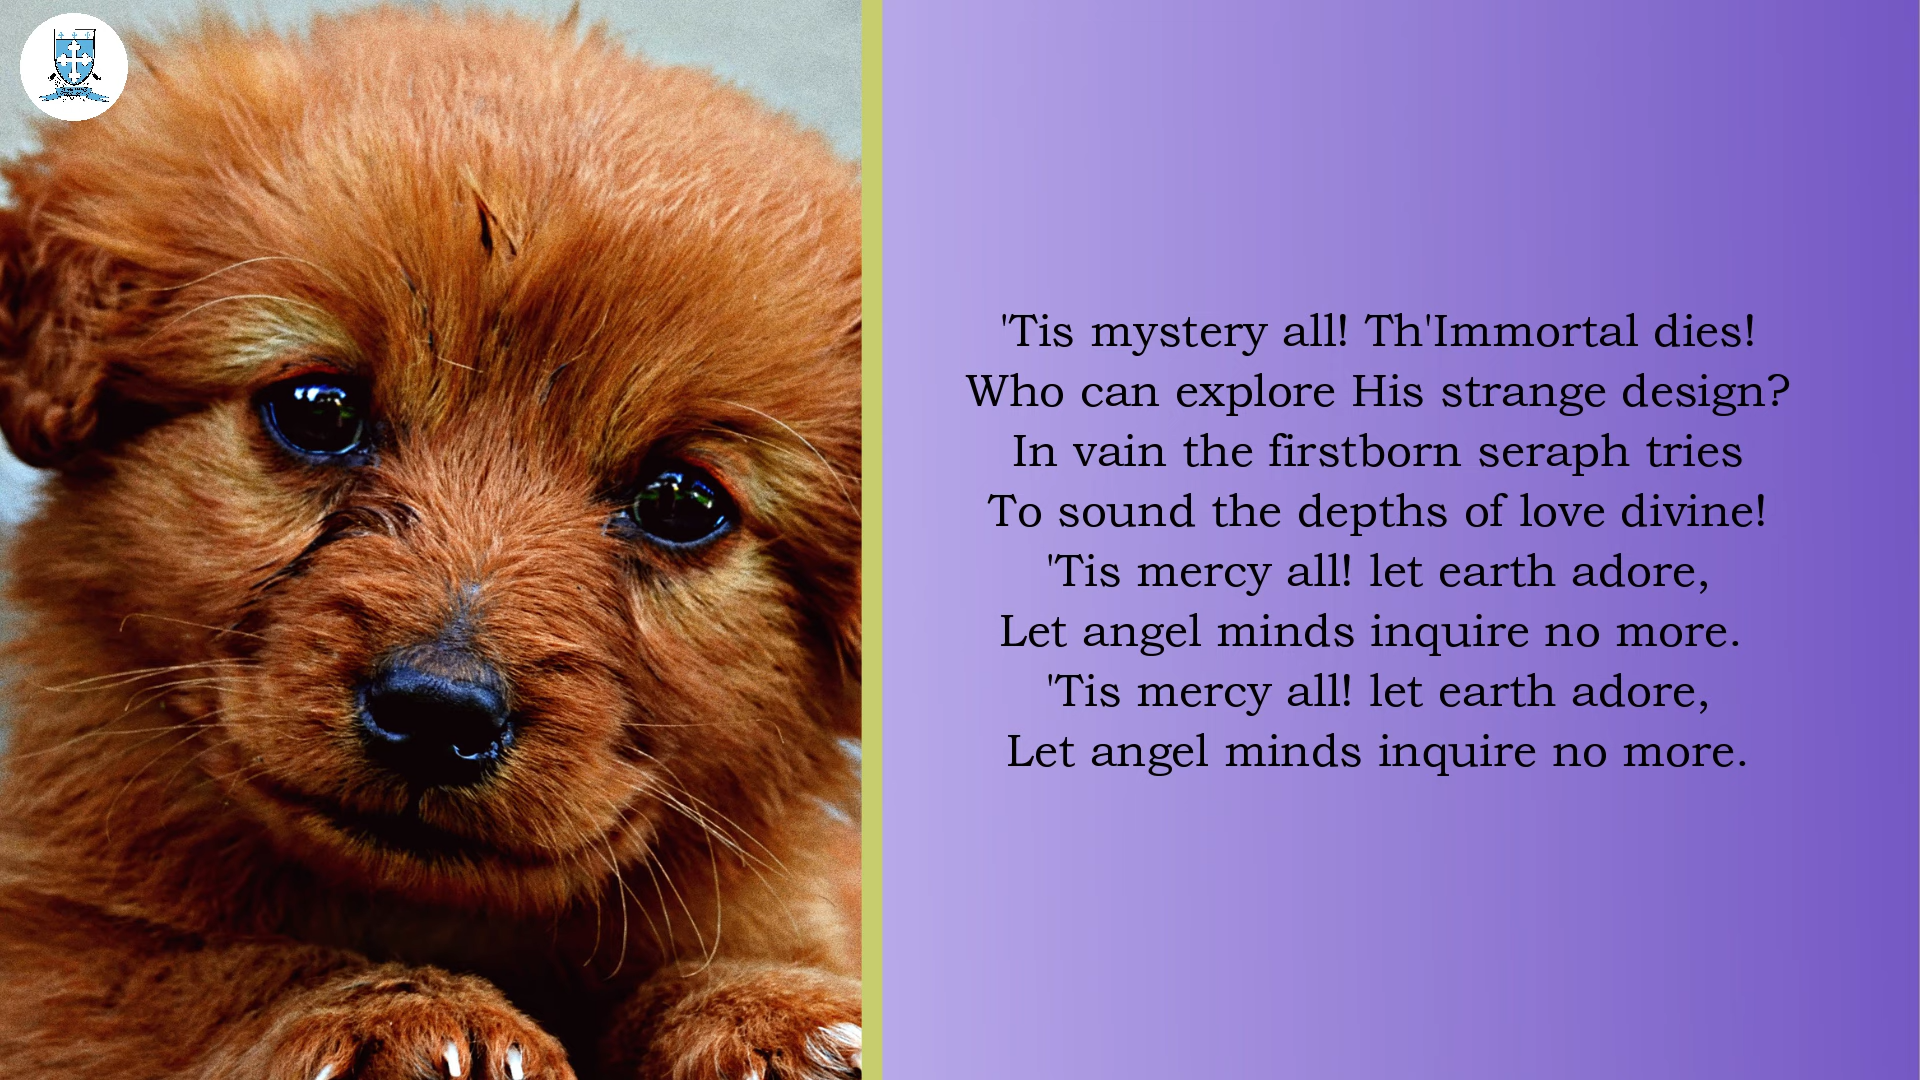 'Tis mystery all! Th'Immortal dies!
Who can explore His strange design?
In vain the firstborn seraph tries
To sound the depths of love divine!
'Tis mercy all! let earth adore,
Let angel minds inquire no more.
'Tis mercy all! let earth adore,
Let angel minds inquire no more.